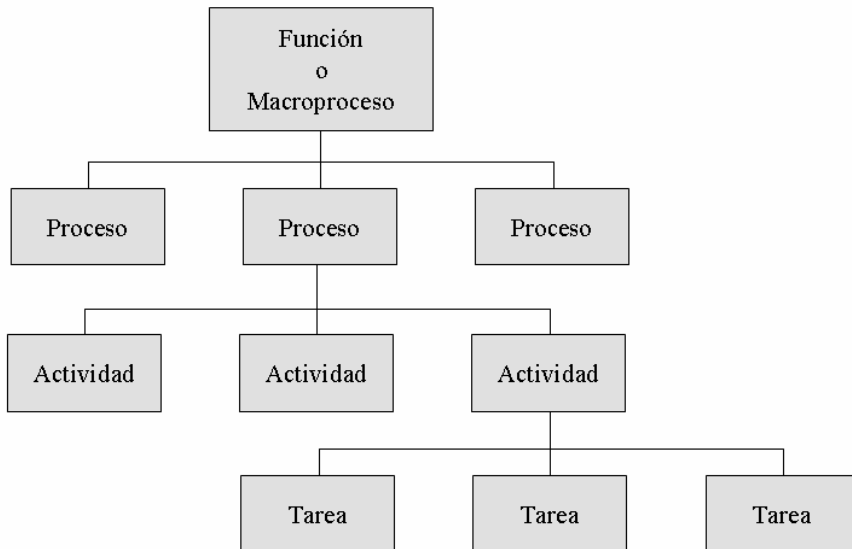 Función
o
Macroproceso
Proceso
Proceso
Proceso
Actividad
Actividad
Actividad
Tarea
Tarea
Tarea